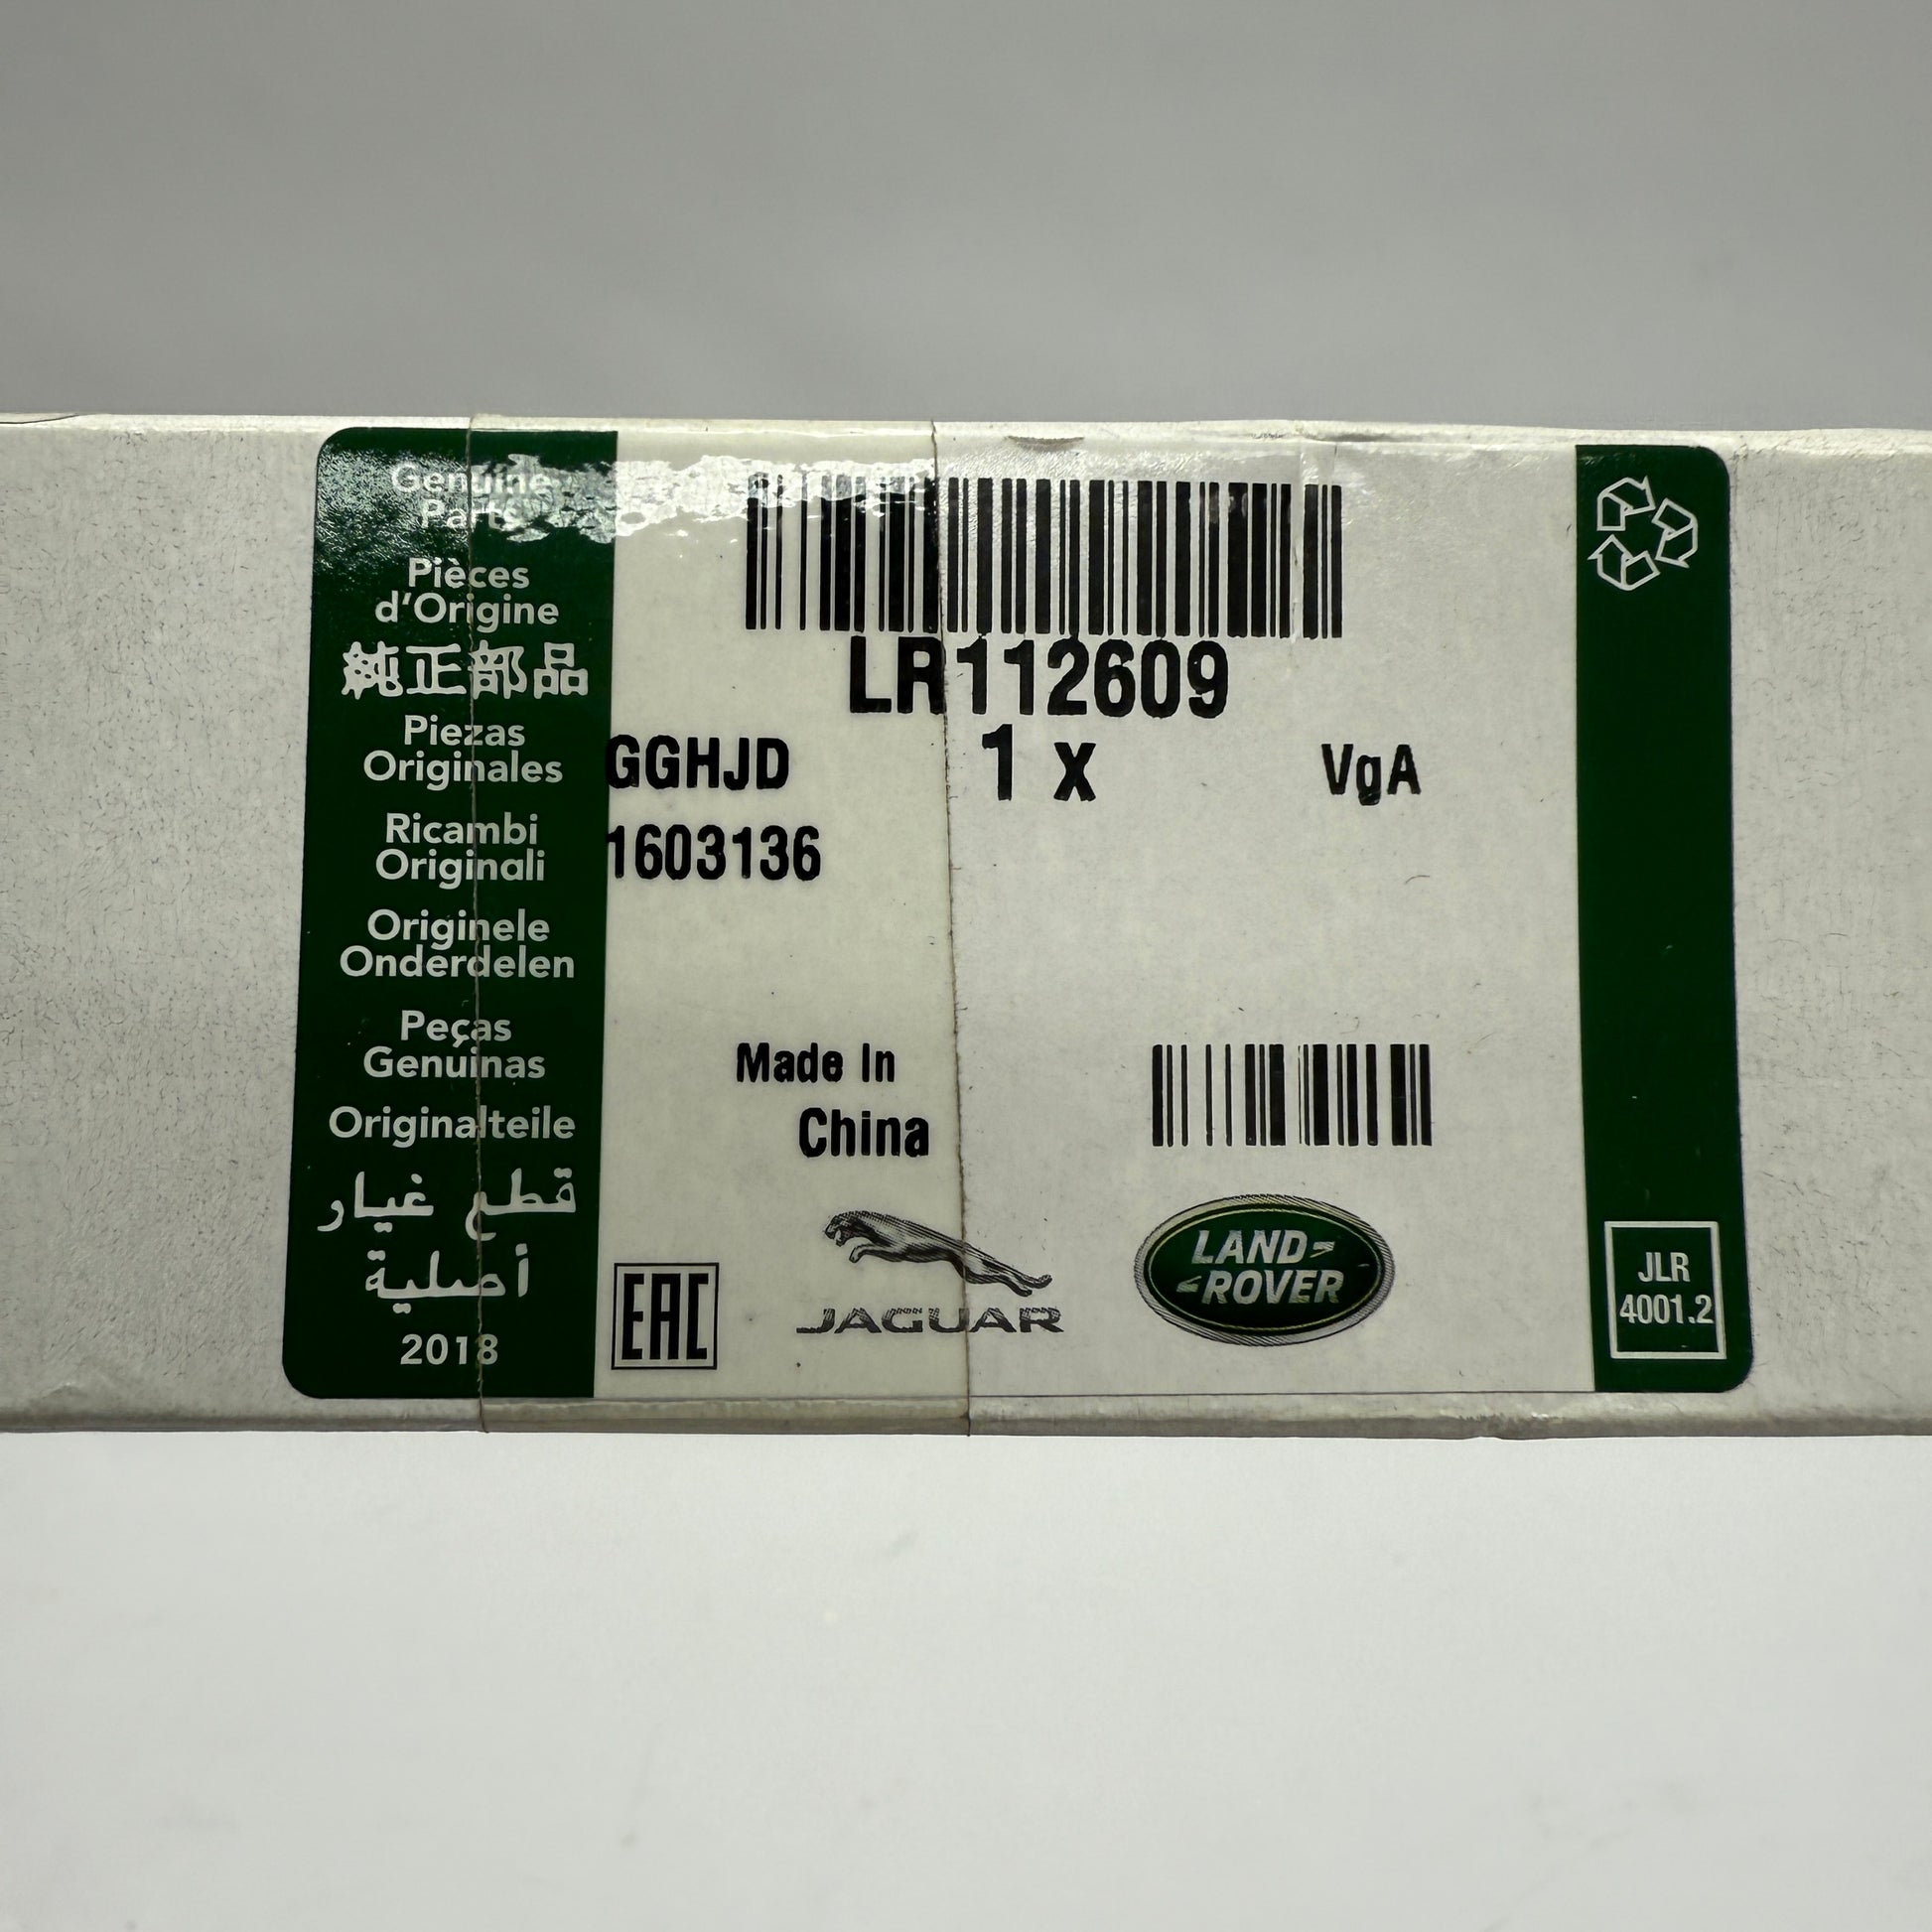 Genuine
Parts
Pièces
d'Origine
純正部品
Piezas
Originales
Ricambi
Originali
Originele
Onderdelen
Peças
Genuinas
Originalteile
قطع غيار
أصلية
2018
LR112609
GGHJD 1 x VgA
1603136
Made In
China
EAC
JAGUAR
LAND-
-ROVER
JLR
4001.2